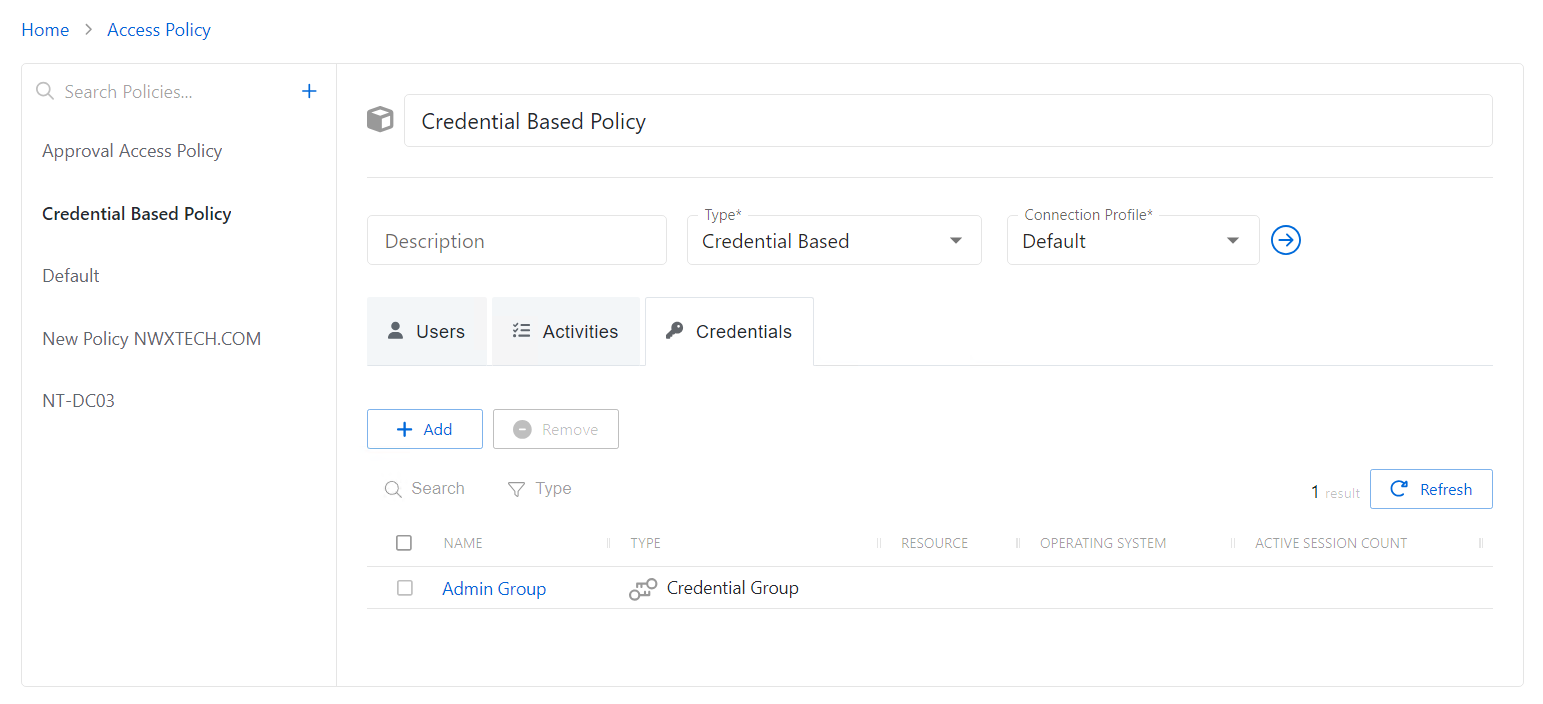 Home > Access Policy
Search Policies...
Approval Access Policy
Credential Based Policy
Default
New Policy NWXTECH.COM
NT-DC03
Credential Based Policy
Type* Connection Profile*
Description Credential Based Default
Users Activities Credentials
Add Remove
Search Type 1 result Refresh
NAME TYPE RESOURCE OPERATING SYSTEM ACTIVE SESSION COUNT
Admin Group Credential Group